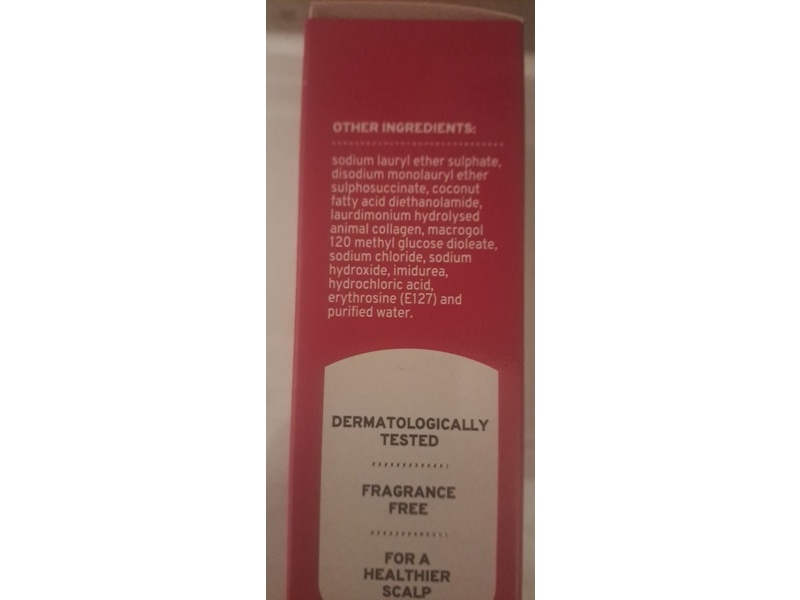 OTHER INGREDIENTS:
sodium lauryl ether sulphate,
disodium monolauryl ether
sulphosuccinate, coconut
fatty acid diethanolamide,
laurdimonium hydrolysed
animal collagen, macrogol
120 methyl glucose dioleate,
sodium chloride, sodium
hydroxide, imidurea,
hydrochloric acid,
erythrosine (E127) and
purified water.
DERMATOLOGICALLY
TESTED
FRAGRANCE
FREE
FOR A
HEALTHIER
SCALP